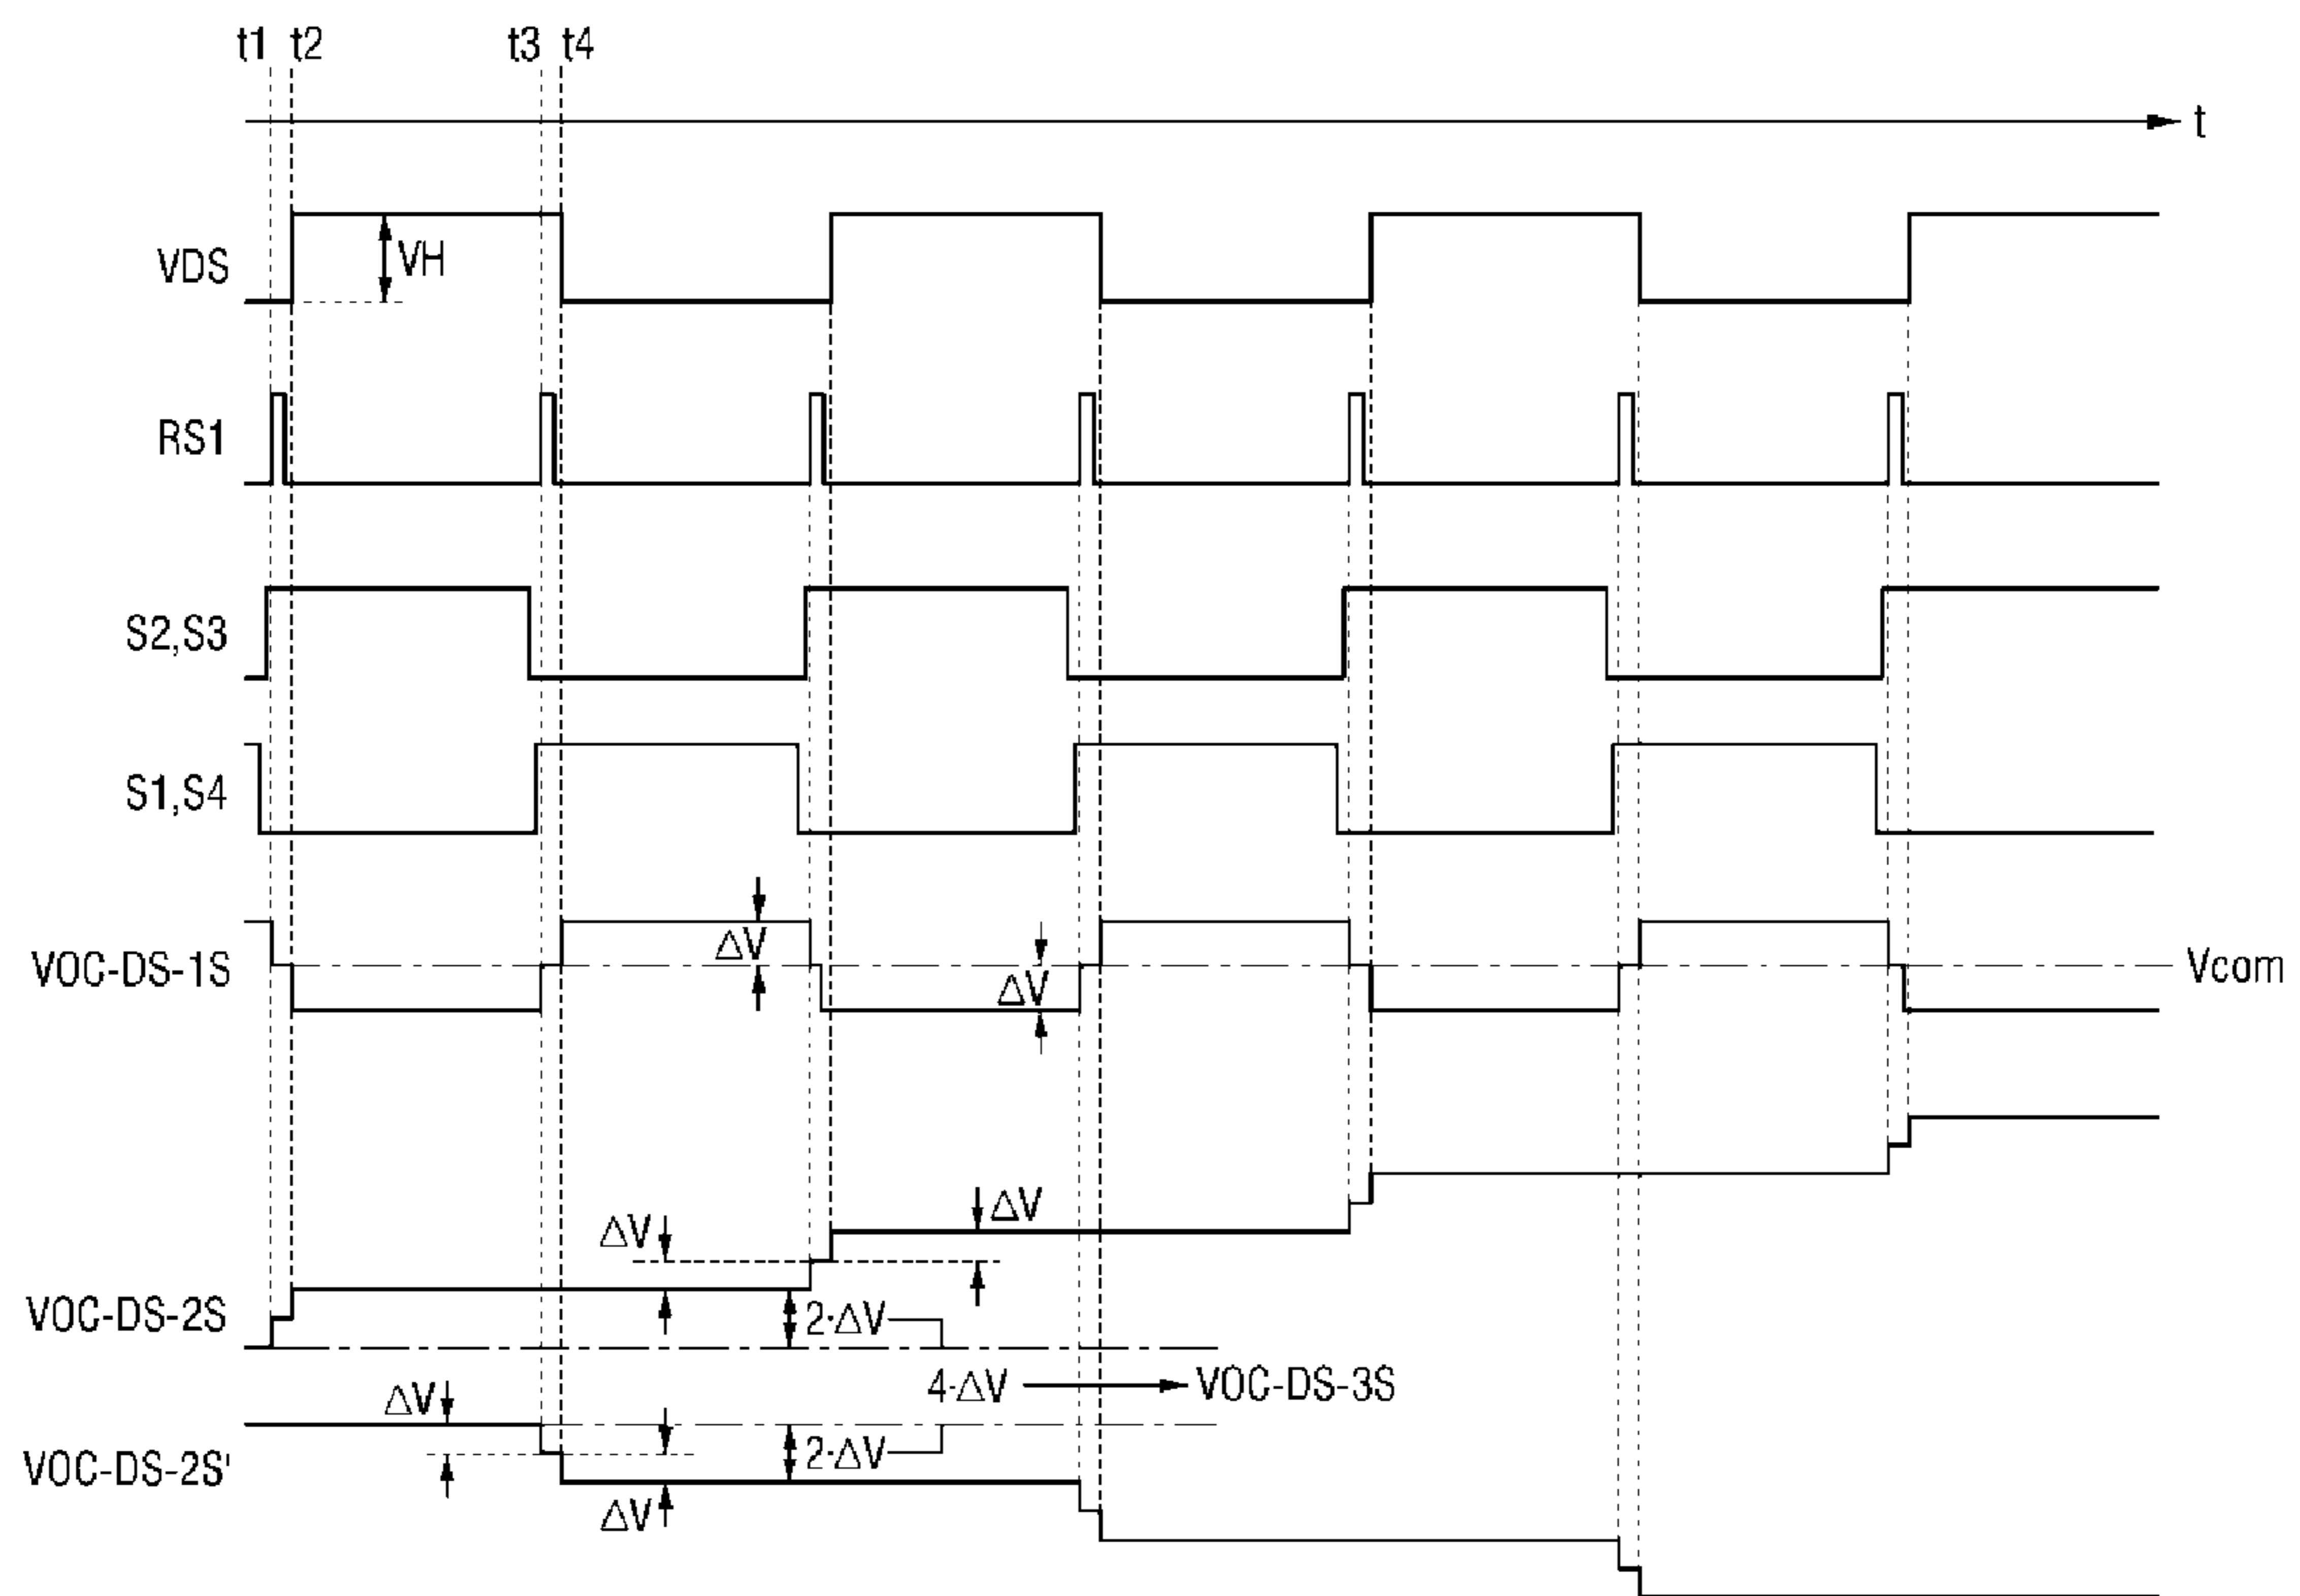 t1 t2 t3 t4
t
VDS VH
RS1
S2,S3
S1,S4
ΔV
VOC-DS-1S ΔV Vcom
ΔV ΔV
VOC-DS-2S 2·ΔV
4·ΔV VOC-DS-3S
ΔV
VOC-DS-2S' 2·ΔV
ΔV